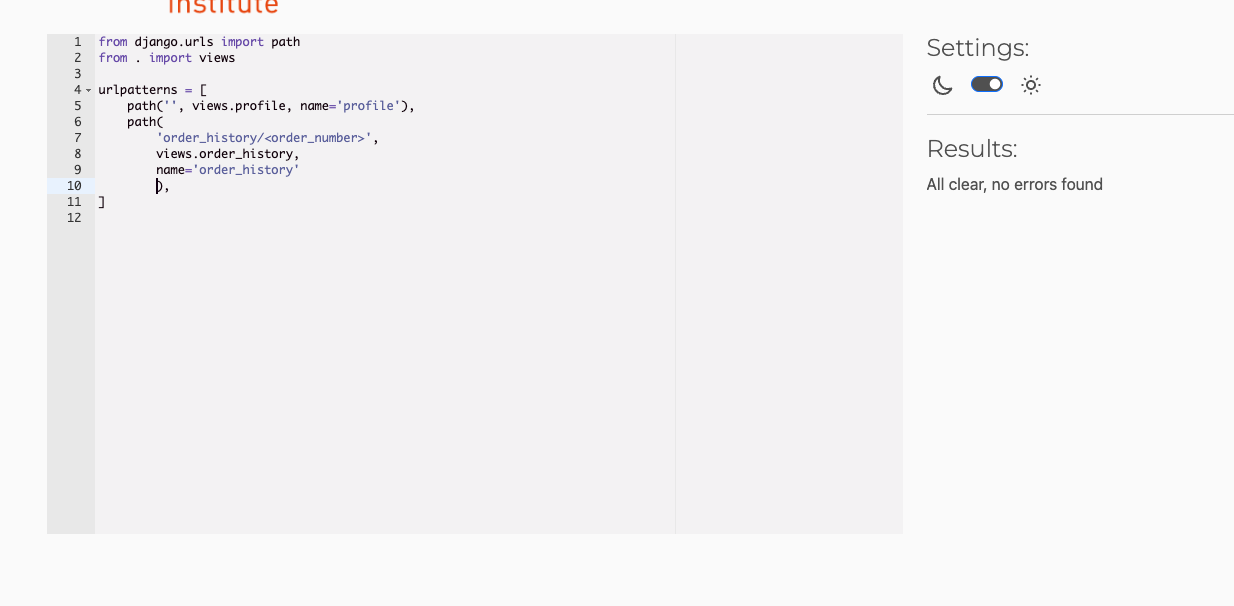 institute
1 from django.urls import path
2 from . import views
3
4 urlpatterns = [
5     path('', views.profile, name='profile'),
6     path(
7         'order_history/<order_number>',
8         views.order_history,
9         name='order_history'
10         ),
11 ]
12
Settings:
Results:
All clear, no errors found